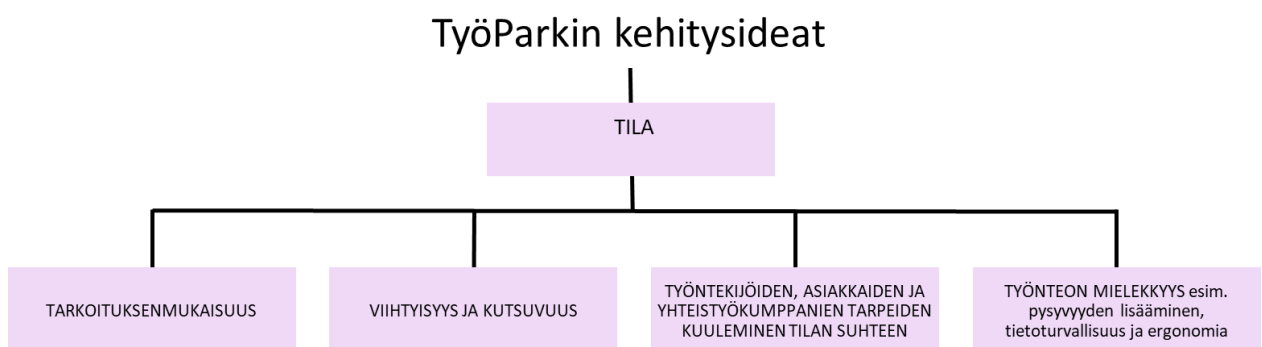 TyöParkin kehitysideat
TILA
TARKOITUKSENMUKAISUUS
VIIHTYISYYS JA KUTSUVUUS
TYÖNTEKIJÖIDEN, ASIAKKAIDEN JA
YHTEISTYÖKUMPPANIEN TARPEIDEN
KUULEMINEN TILAN SUHTEEN
TYÖNTEON MIELEKKYYS esim.
pysyvyyden lisääminen,
tietoturvallisuus ja ergonomia